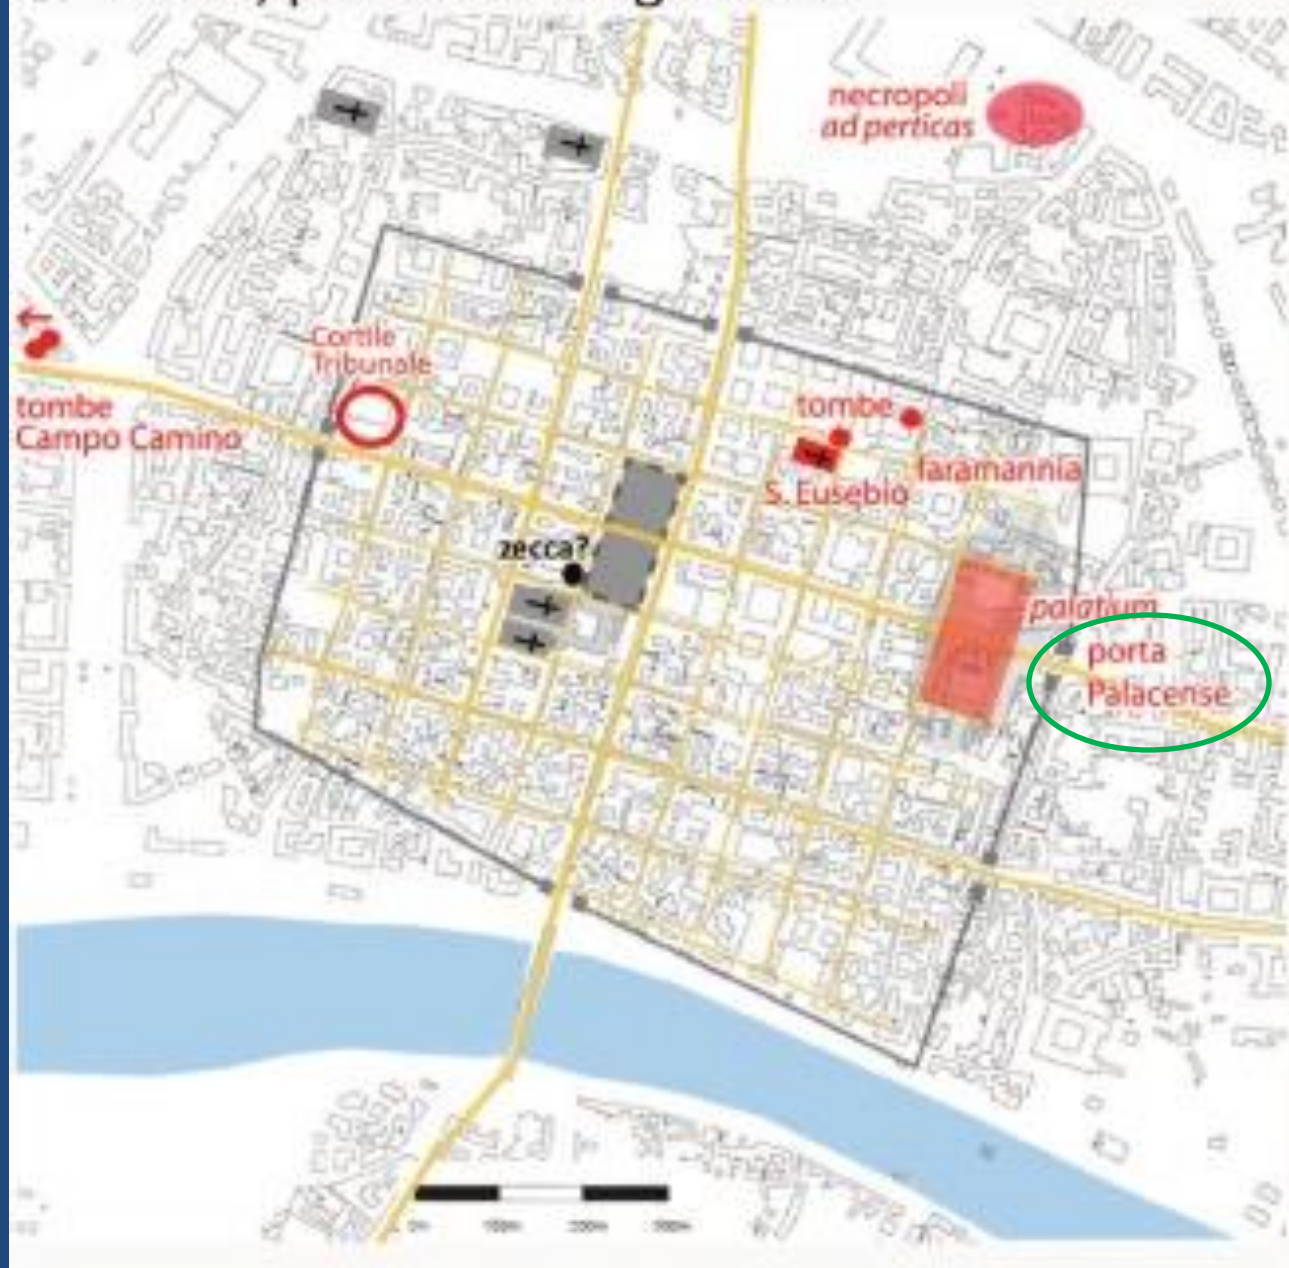 necropoli
ad perticas
Cortile
Tribunale
tombe
Campo Camino
tombe
faramannia
S. Eusebio
zecca?
palatium
porta
Palacense